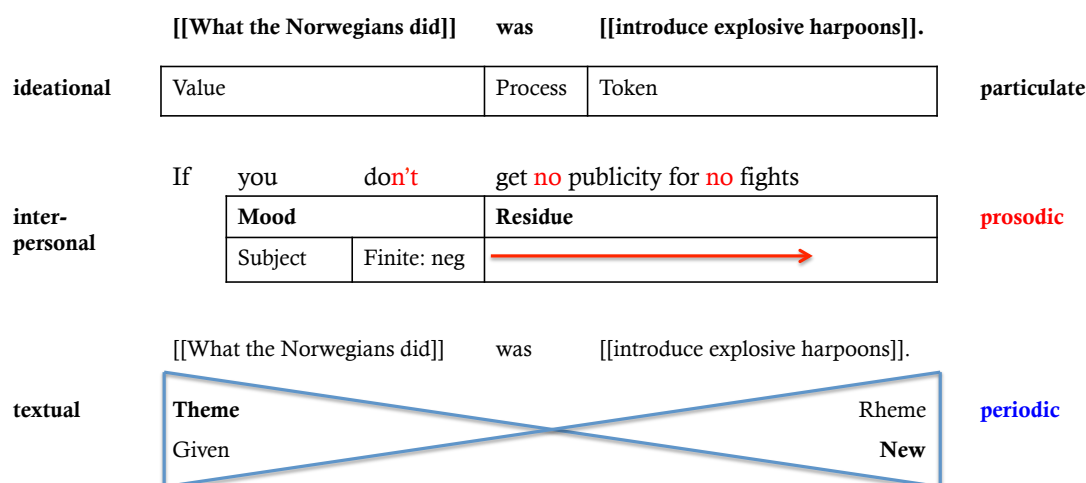 [[What the Norwegians did]] was [[introduce explosive harpoons]].
ideational Value Process Token particulate
If you don't get no publicity for no fights
inter- Mood Residue prosodic
personal
Subject Finite: neg
[[What the Norwegians did]] was [[introduce explosive harpoons]].
textual Theme Rheme periodic
Given New